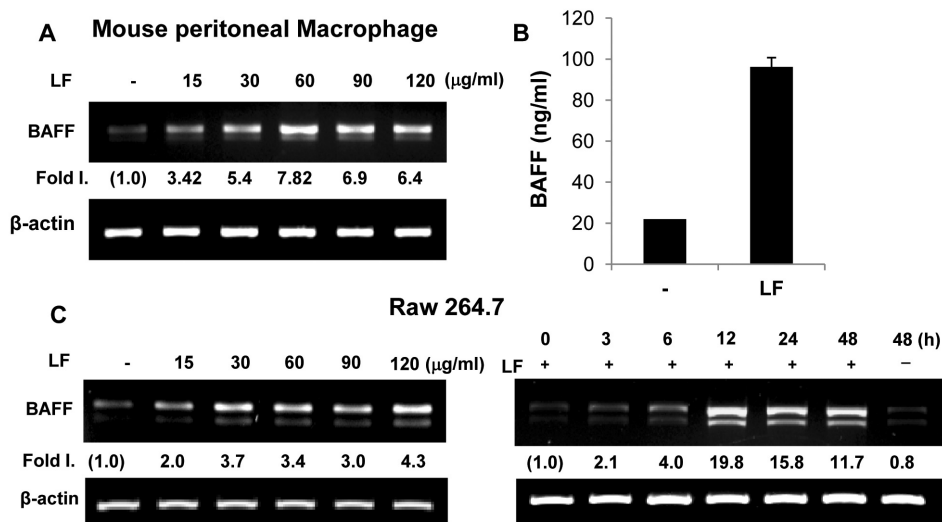 A Mouse peritoneal Macrophage
LF - 15 30 60 90 120 (μg/ml)
BAFF
Fold I. (1.0) 3.42 5.4 7.82 6.9 6.4
β-actin
B
BAFF (ng/ml)
120
100
80
60
40
20
0
- LF
C Raw 264.7
LF - 15 30 60 90 120 (μg/ml)
BAFF
Fold I. (1.0) 2.0 3.7 3.4 3.0 4.3
β-actin
0 3 6 12 24 48 48 (h)
LF + + + + + + –
(1.0) 2.1 4.0 19.8 15.8 11.7 0.8